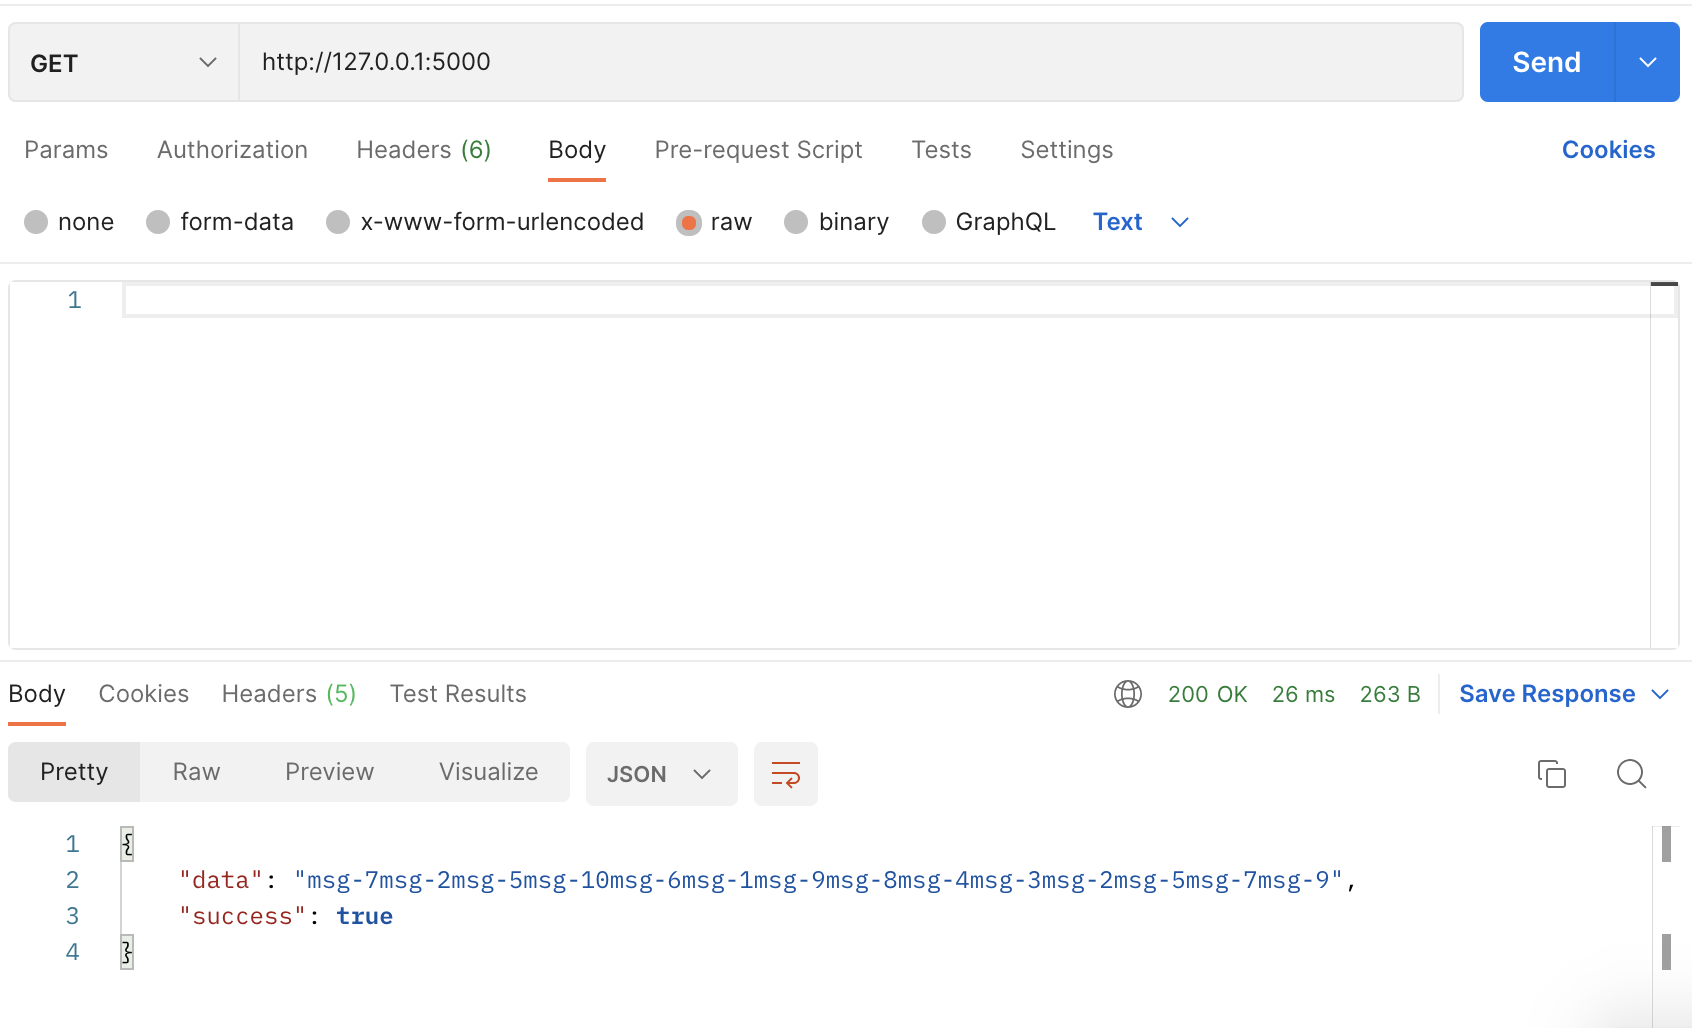 GET http://127.0.0.1:5000 Send
Params Authorization Headers (6) Body Pre-request Script Tests Settings Cookies
none form-data x-www-form-urlencoded raw binary GraphQL Text
1
Body Cookies Headers (5) Test Results 200 OK 26 ms 263 B Save Response
Pretty Raw Preview Visualize JSON
1 {
2 "data": "msg-7msg-2msg-5msg-10msg-6msg-1msg-9msg-8msg-4msg-3msg-2msg-5msg-7msg-9",
3 "success": true
4 }